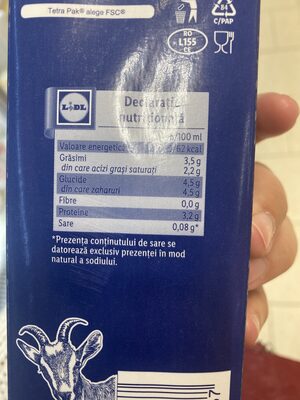 Tetra Pak® alege FSC®
84
C/PAP
RO
L155
CE
LIDL
Declarație
nutrițională
/100 ml
Valoare energetică /62 kcal
Grăsimi 3,5 g
din care acizi grași saturați 2,2 g
Glucide 4,5 g
din care zaharuri 4,5 g
Fibre 0,0 g
Proteine 3,2 g
Sare 0,08 g*
*Prezența conținutului de sare se
datorează exclusiv prezenței în mod
natural a sodiului.